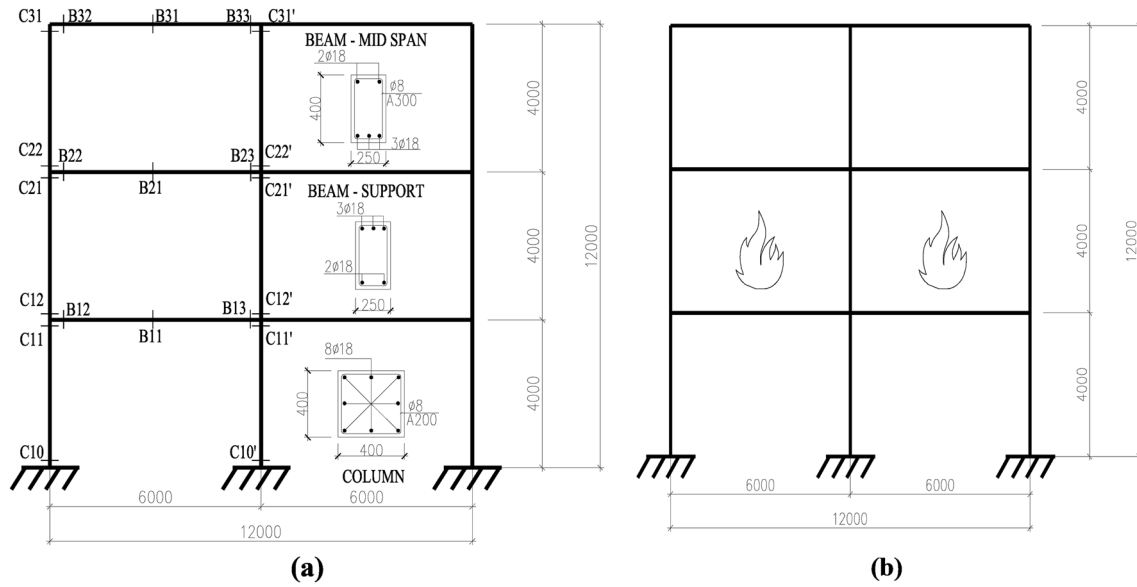 C31 B32 B31 B33 C31'
BEAM - MID SPAN
2ø18
400
ø8
A300
3ø18
250
4000
C22 B22 B23 C22'
C21 B21 C21'
BEAM - SUPPORT
3ø18
2ø18
250
4000
12000
C12 B12 B13 C12'
C11 B11 C11'
8ø18
400
ø8
A200
400
4000
C10 C10'
COLUMN
6000 6000
12000
(a)
4000
4000
4000
12000
6000 6000
12000
(b)